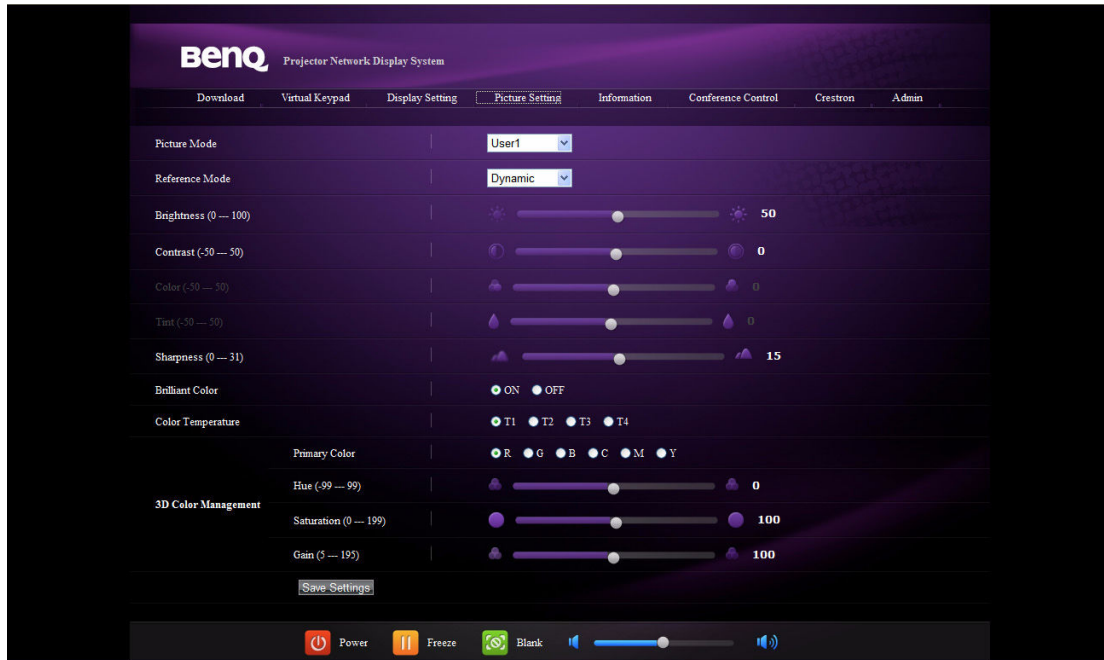 BenQ Projector Network Display System
Download Virtual Keypad Display Setting Picture Setting Information Conference Control Crestron Admin
Picture Mode User1
Reference Mode Dynamic
Brightness (0 --- 100) 50
Contrast (-50 --- 50) 0
Color (-50 --- 50) 0
Tint (-50 --- 50) 0
Sharpness (0 --- 31) 15
Brilliant Color ON OFF
Color Temperature T1 T2 T3 T4
Primary Color R G B C M Y
Hue (-99 --- 99) 0
3D Color Management
Saturation (0 --- 199) 100
Gain (5 --- 195) 100
Save Settings
Power Freeze Blank